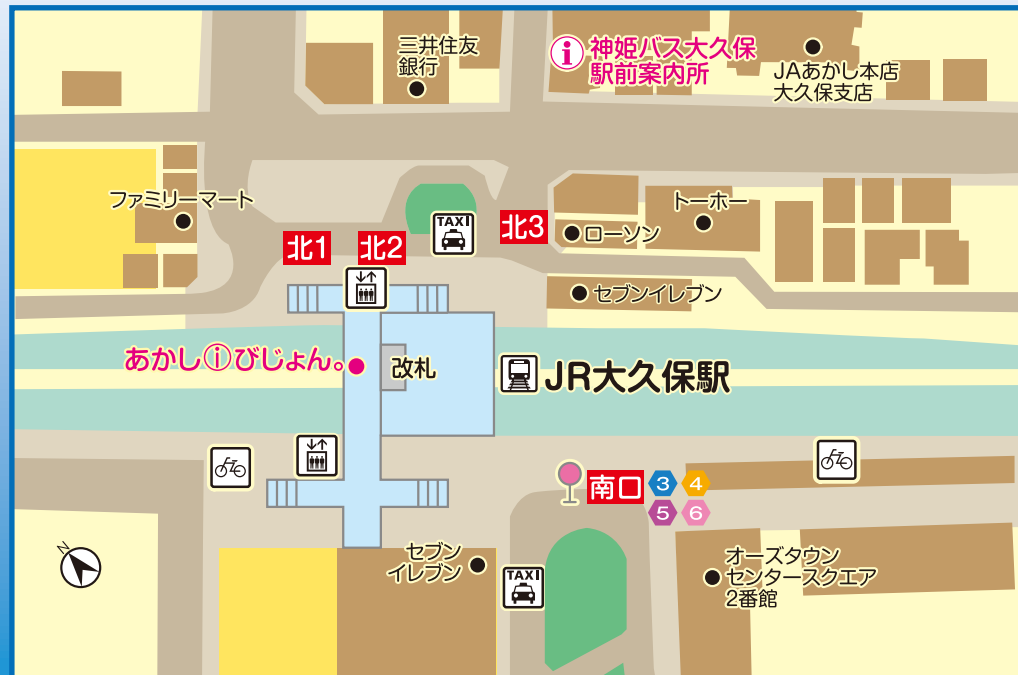 三井住友
銀行
i
神姫バス大久保
駅前案内所
JAあかし本店
大久保支店
ファミリーマート
北1
北2
TAXI
北3
ローソン
トーホー
セブンイレブン
あかしⓘびじょん。
改札
JR大久保駅
南口
3
4
5
6
N
セブン
イレブン
TAXI
オーズタウン
センタースクエア
2番館